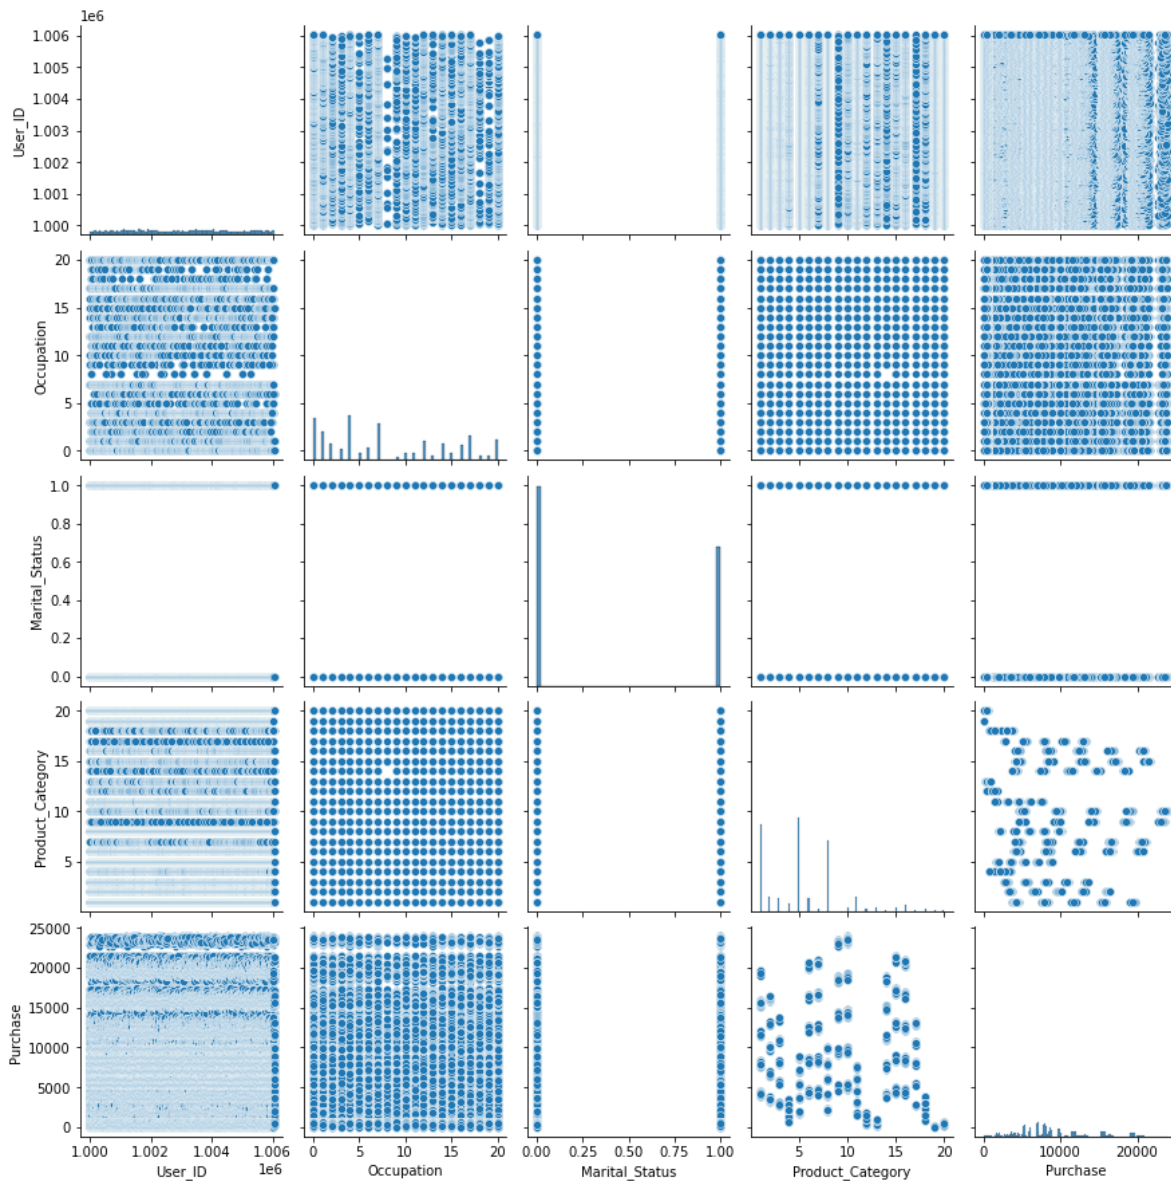 1e6
1.006
1.005
1.004
1.003
1.002
1.001
1.000
User_ID
20
15
10
5
0
Occupation
1.0
0.8
0.6
0.4
0.2
0.0
Marital_Status
20
15
10
5
Product_Category
25000
20000
15000
10000
5000
0
Purchase
1.000 1.002 1.004 1.006
1e6
User_ID
0 5 10 15 20
Occupation
0.00 0.25 0.50 0.75 1.00
Marital_Status
5 10 15 20
Product_Category
0 10000 20000
Purchase